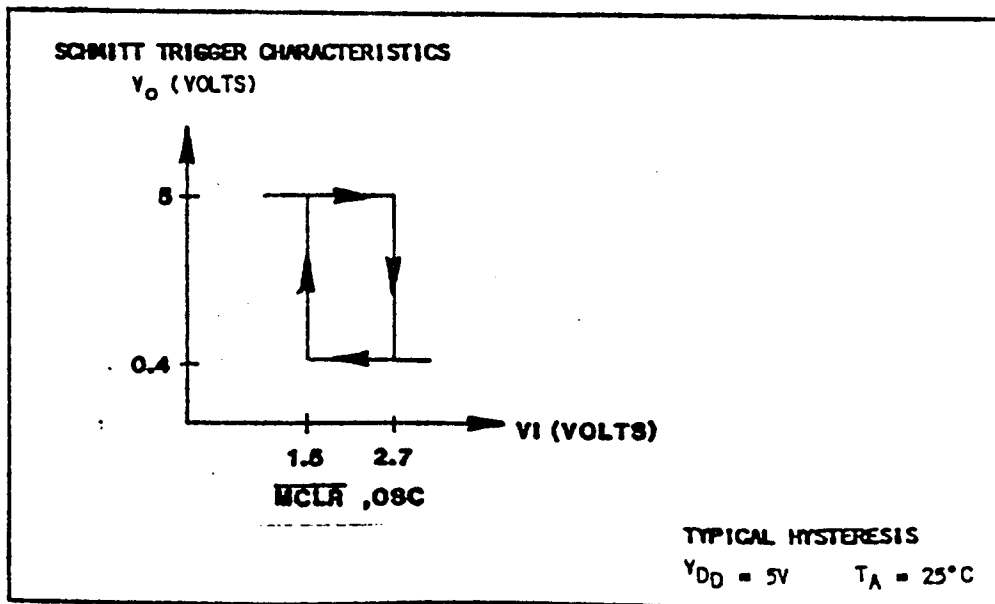 SCHMITT TRIGGER CHARACTERISTICS
Vo (VOLTS)
5
0.4
VI (VOLTS)
1.5 2.7
MCLR , OSC
TYPICAL HYSTERESIS
VDD = 5V TA = 25°C